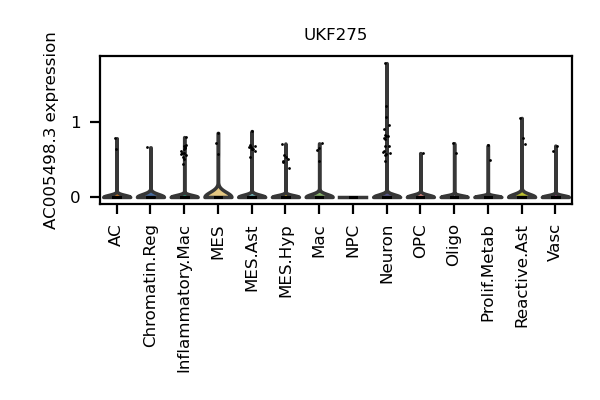 UKF275
AC005498.3 expression
1
0
AC
Chromatin.Reg
Inflammatory.Mac
MES
MES.Ast
MES.Hyp
Mac
NPC
Neuron
OPC
Oligo
Prolif.Metab
Reactive.Ast
Vasc